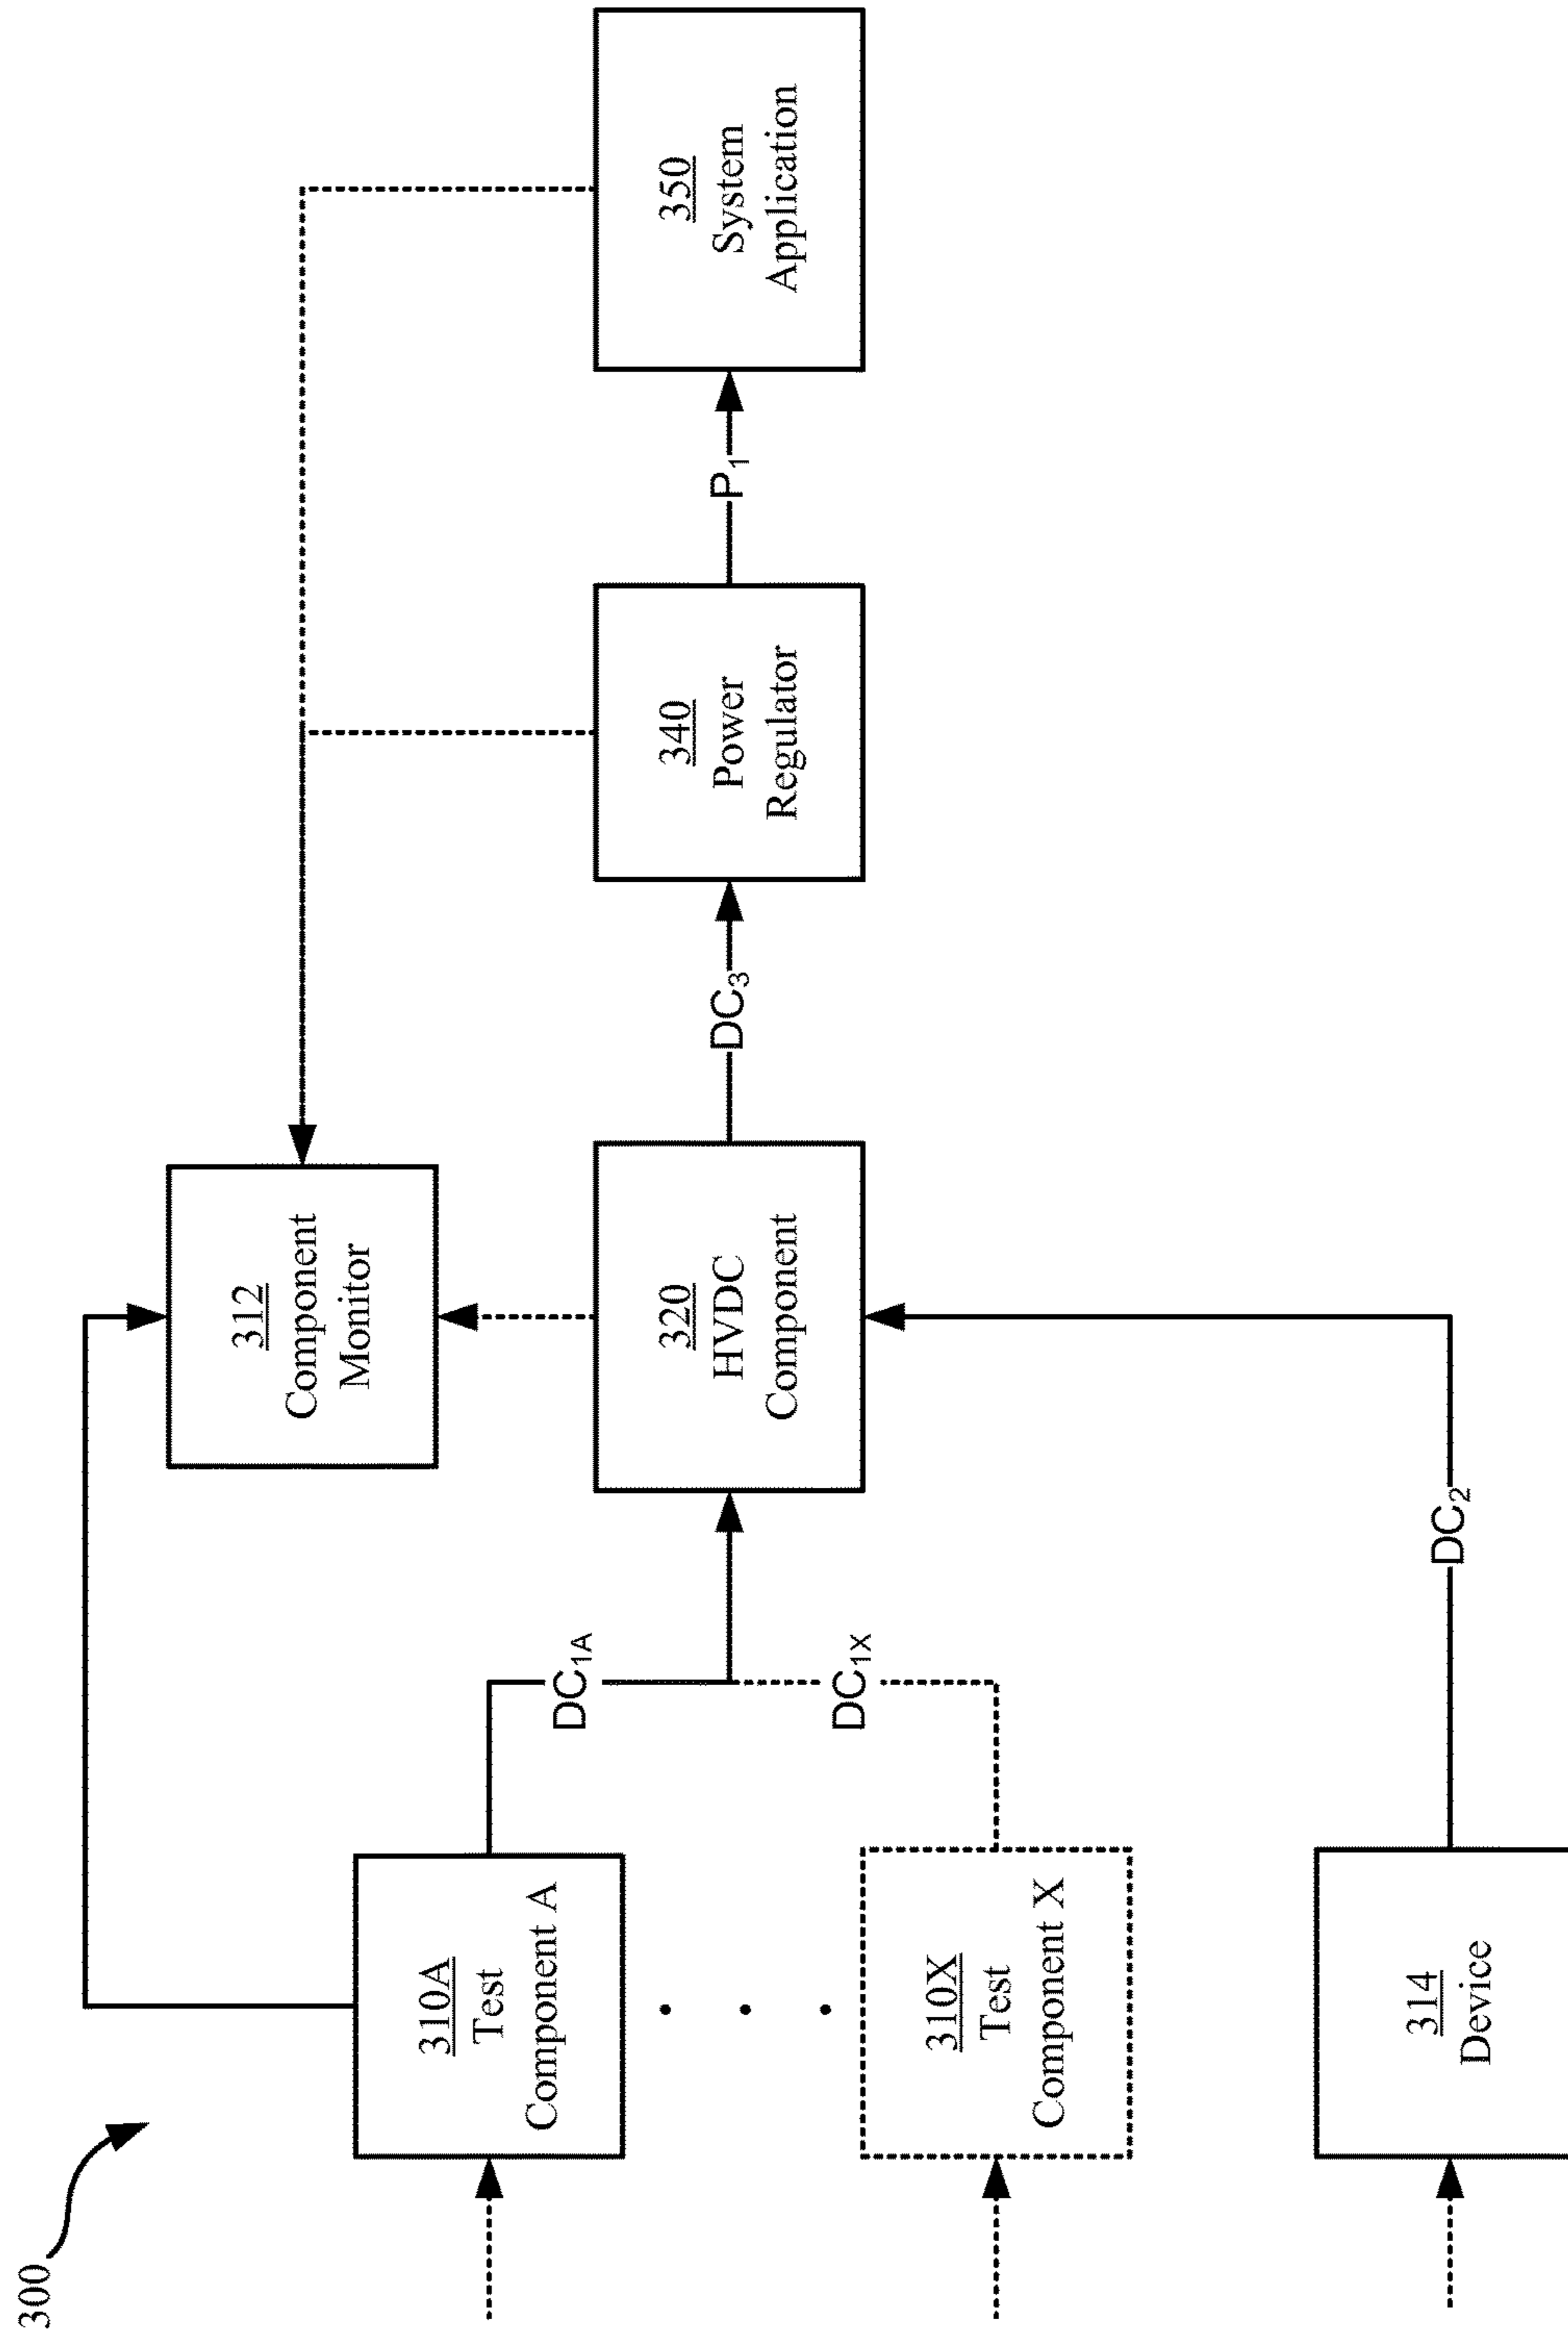 300
310A
Test
Component A
310X
Test
Component X
314
Device
DC1A
DC1X
DC2
312
Component
Monitor
320
HVDC
Component
DC3
340
Power
Regulator
P1
350
System
Application